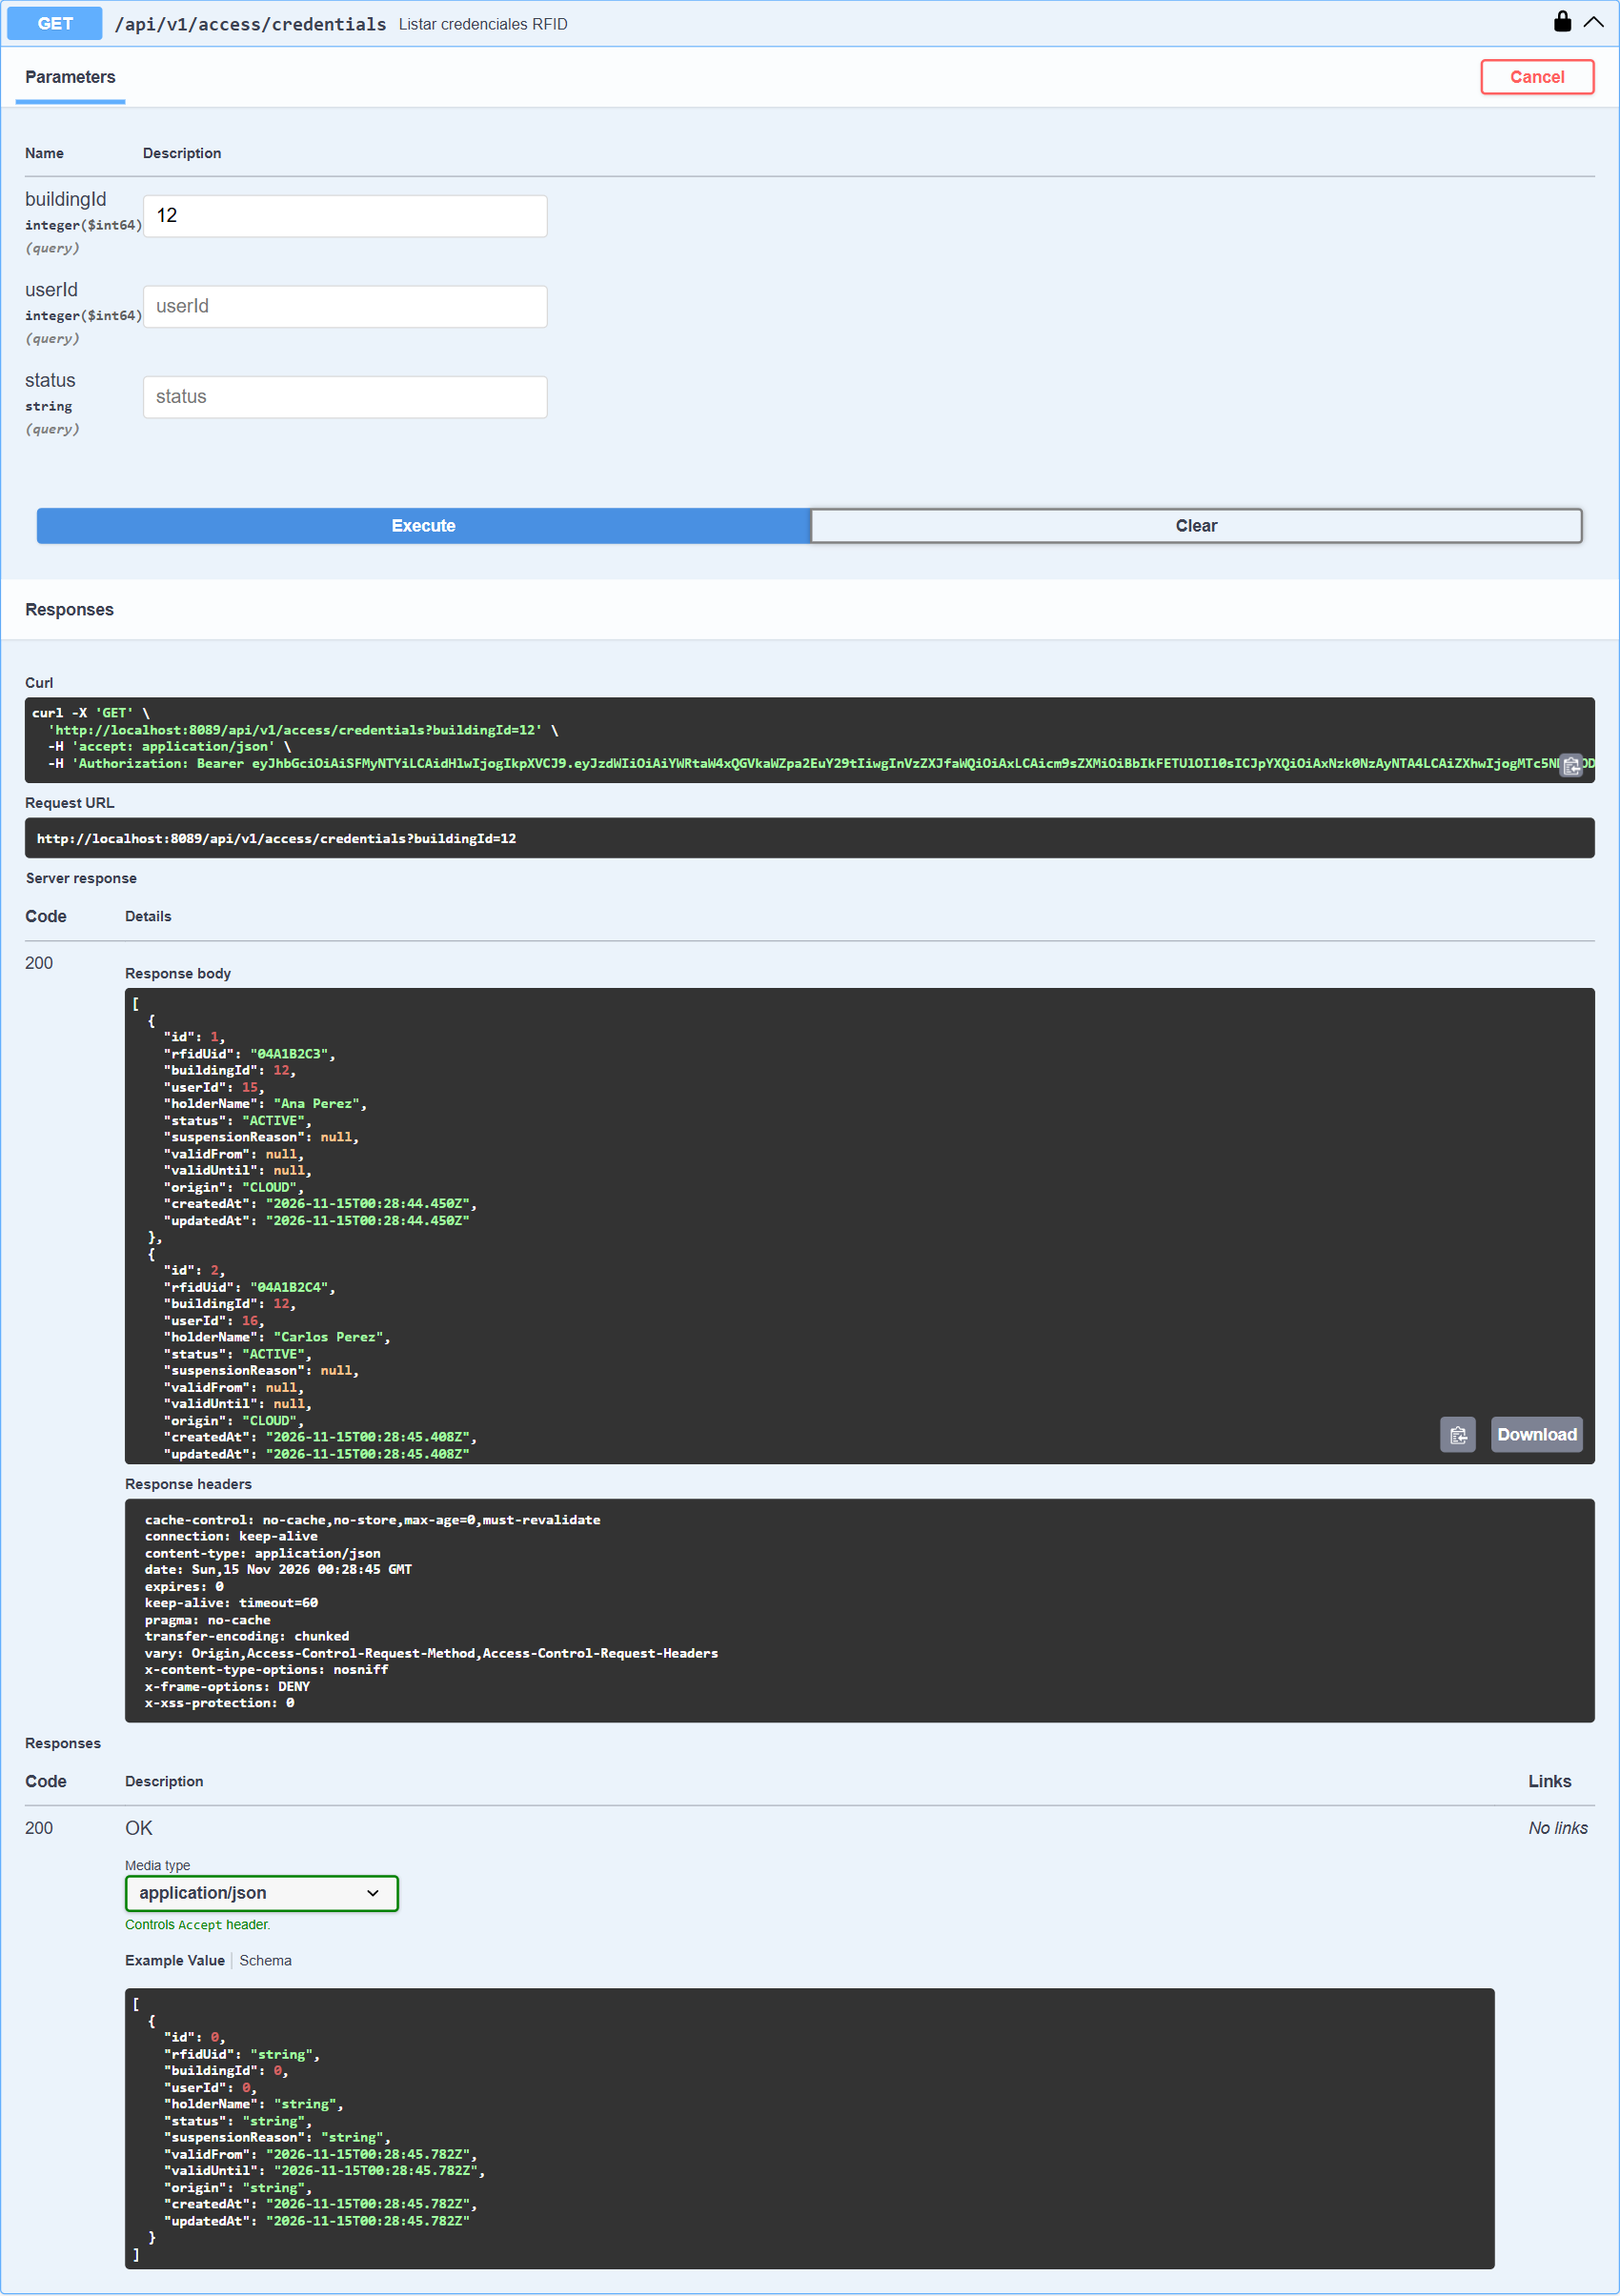 GET /api/v1/access/credentials Listar credenciales RFID
Parameters
Cancel
Name Description
buildingId
integer($int64)
(query)
12
userId
integer($int64)
(query)
userId
status
string
(query)
status
Execute
Clear
Responses
Curl
curl -X 'GET' \
  'http://localhost:8089/api/v1/access/credentials?buildingId=12' \
  -H 'accept: application/json' \
  -H 'Authorization: Bearer
Request URL
http://localhost:8089/api/v1/access/credentials?buildingId=12
Server response
Code Details
200
Response body
[
  {
    "id": 1,
    "rfidUid": "04A1B2C3",
    "buildingId": 12,
    "userId": 15,
    "holderName": "Ana Perez",
    "status": "ACTIVE",
    "suspensionReason": null,
    "validFrom": null,
    "validUntil": null,
    "origin": "CLOUD",
    "createdAt": "2026-11-15T00:28:44.450Z",
    "updatedAt": "2026-11-15T00:28:44.450Z"
  },
  {
    "id": 2,
    "rfidUid": "04A1B2C4",
    "buildingId": 12,
    "userId": 16,
    "holderName": "Carlos Perez",
    "status": "ACTIVE",
    "suspensionReason": null,
    "validFrom": null,
    "validUntil": null,
    "origin": "CLOUD",
    "createdAt": "2026-11-15T00:28:45.408Z",
    "updatedAt": "2026-11-15T00:28:45.408Z"
Download
Response headers
cache-control: no-cache,no-store,max-age=0,must-revalidate
connection: keep-alive
content-type: application/json
date: Sun,15 Nov 2026 00:28:45 GMT
expires: 0
keep-alive: timeout=60
pragma: no-cache
transfer-encoding: chunked
vary: Origin,Access-Control-Request-Method,Access-Control-Request-Headers
x-content-type-options: nosniff
x-frame-options: DENY
x-xss-protection: 0
Responses
Code Description Links
200 OK No links
Media type
application/json
Controls Accept header.
Example Value Schema
[
  {
    "id": 0,
    "rfidUid": "string",
    "buildingId": 0,
    "userId": 0,
    "holderName": "string",
    "status": "string",
    "suspensionReason": "string",
    "validFrom": "2026-11-15T00:28:45.782Z",
    "validUntil": "2026-11-15T00:28:45.782Z",
    "origin": "string",
    "createdAt": "2026-11-15T00:28:45.782Z",
    "updatedAt": "2026-11-15T00:28:45.782Z"
  }
]